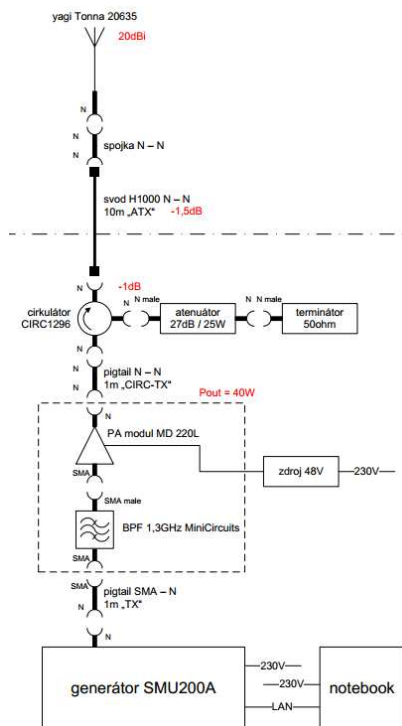 yagi Tonna 20635
20dBi
N
N
spojka N – N
N
svod H1000 N – N
10m „ATX“ -1,5dB
-1dB
N
cirkulátor
CIRC1296
N N male
atenuátor
27dB / 25W
N N male
terminátor
50ohm
N
N
pigtail N – N
1m „CIRC-TX“
N
Pout = 40W
N
PA modul MD 220L
SMA
zdroj 48V
230V
SMA male
BPF 1,3GHz MiniCircuits
SMA
SMA
pigtail SMA – N
1m „TX“
N
N
generátor SMU200A
230V
230V
LAN
notebook